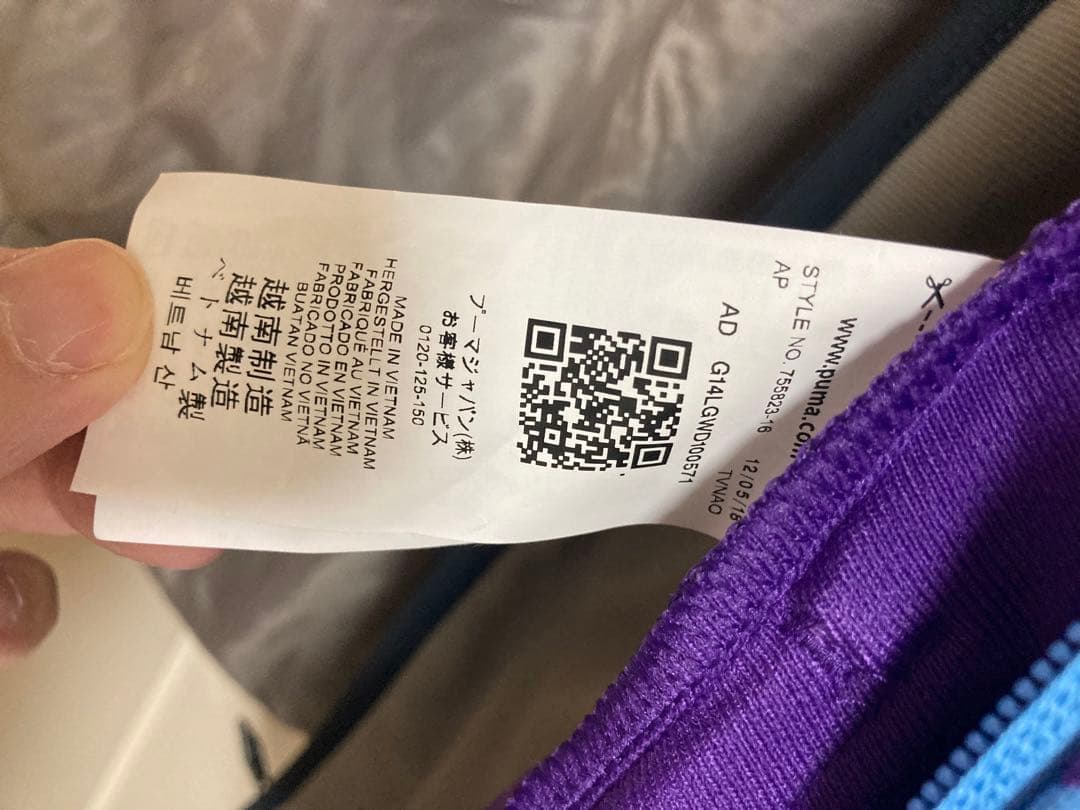 www.puma.com
STYLE NO. 755823-16 12/05/18
AP TVNAO
AD G14LGWD100571
プーマジャパン(株)
お客様サービス
0120-125-150
MADE IN VIETNAM
HERGESTELLT IN VIETNAM
FABRIQUÉ AU VIETNAM
FABRICADO EN VIETNAM
PRODOTTO IN VIETNAM
FABRICADO NO VIETNÃ
BUATAN VIETNAM
越南制造
越南製造
ベトナム製
베트남산